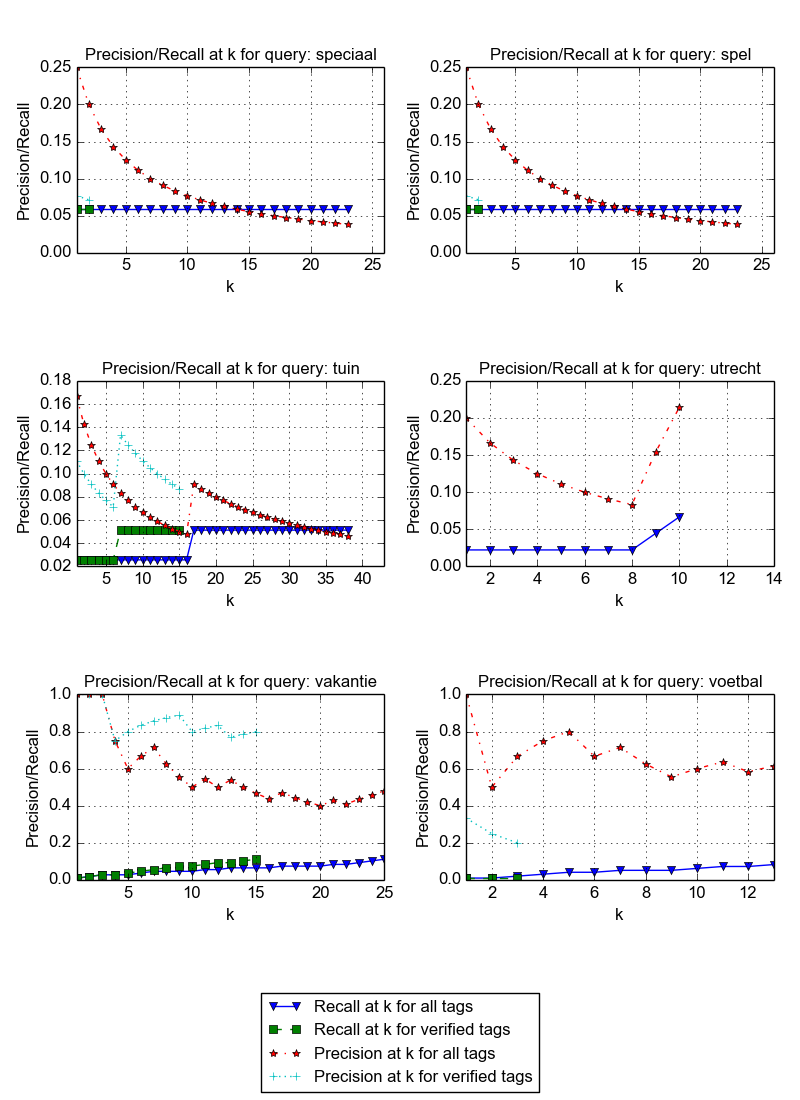 Precision/Recall at k for query: speciaal
Precision/Recall
0.25
0.20
0.15
0.10
0.05
0.00
5 10 15 20 25
k
Precision/Recall at k for query: spel
Precision/Recall
0.25
0.20
0.15
0.10
0.05
0.00
5 10 15 20 25
k
Precision/Recall at k for query: tuin
Precision/Recall
0.18
0.16
0.14
0.12
0.10
0.08
0.06
0.04
0.02
5 10 15 20 25 30 35 40
k
Precision/Recall at k for query: utrecht
Precision/Recall
0.25
0.20
0.15
0.10
0.05
0.00
2 4 6 8 10 12 14
k
Precision/Recall at k for query: vakantie
Precision/Recall
1.0
0.8
0.6
0.4
0.2
0.0
5 10 15 20 25
k
Precision/Recall at k for query: voetbal
Precision/Recall
1.0
0.8
0.6
0.4
0.2
0.0
2 4 6 8 10 12
k
Recall at k for all tags
Recall at k for verified tags
Precision at k for all tags
Precision at k for verified tags